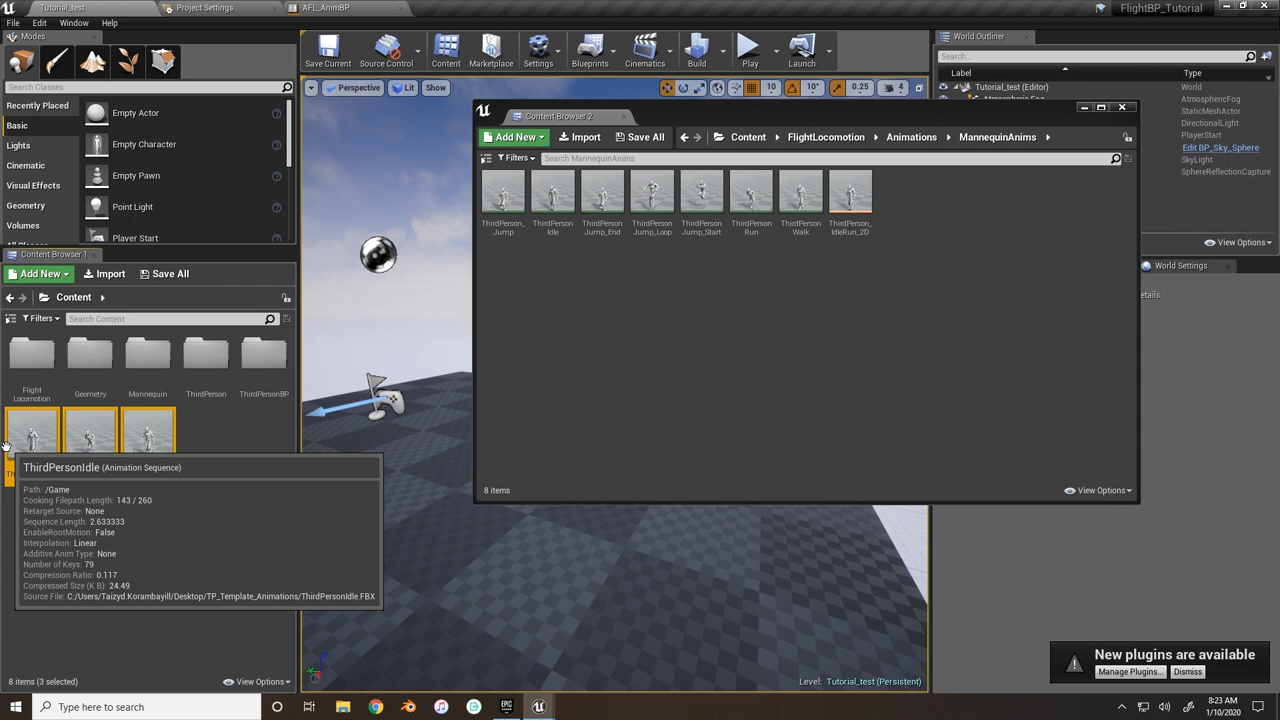 Tutorial_test
Project Settings
AFL_AnimBP
FlightBP_Tutorial
File
Edit
Window
Help
Modes
Search Classes
Recently Placed
Basic
Lights
Cinematic
Visual Effects
Geometry
Volumes
Empty Actor
Empty Character
Empty Pawn
Point Light
Player Start
Save Current
Source Control
Content
Marketplace
Settings
Blueprints
Cinematics
Build
Play
Launch
Perspective
Lit
Show
10
10°
0.25
4
World Outliner
Search...
Label
Type
Tutorial_test (Editor)
World
AtmosphericFog
StaticMeshActor
DirectionalLight
PlayerStart
Edit BP_Sky_Sphere
SkyLight
SphereReflectionCapture
View Options
World Settings
Content Browser 2
Add New
Import
Save All
Content
FlightLocomotion
Animations
MannequinAnims
Filters
Search MannequinAnims
ThirdPerson_
Jump
ThirdPerson
Idle
ThirdPerson
Jump_End
ThirdPerson
Jump_Loop
ThirdPerson
Jump_Start
ThirdPerson
Run
ThirdPerson
Walk
ThirdPerson_
IdleRun_2D
8 items
View Options
Content Browser 1
Add New
Import
Save All
Content
Filters
Search Content
Flight
Locomotion
Geometry
Mannequin
ThirdPerson
ThirdPersonBP
ThirdPersonIdle (Animation Sequence)
Path: /Game
Cooking Filepath Length: 143 / 260
Retarget Source: None
Sequence Length: 2.633333
EnableRootMotion: False
Interpolation: Linear
Additive Anim Type: None
Number of Keys: 79
Compression Ratio: 0.117
Compressed Size (K B): 24.49
Source File: C:/Users/Taizyd.Korambayill/Desktop/TP_Template_Animations/ThirdPersonIdle.FBX
8 items (3 selected)
View Options
Level: Tutorial_test (Persistent)
New plugins are available
Manage Plugins...
Dismiss
Type here to search
EPIC
8:23 AM
1/10/2020